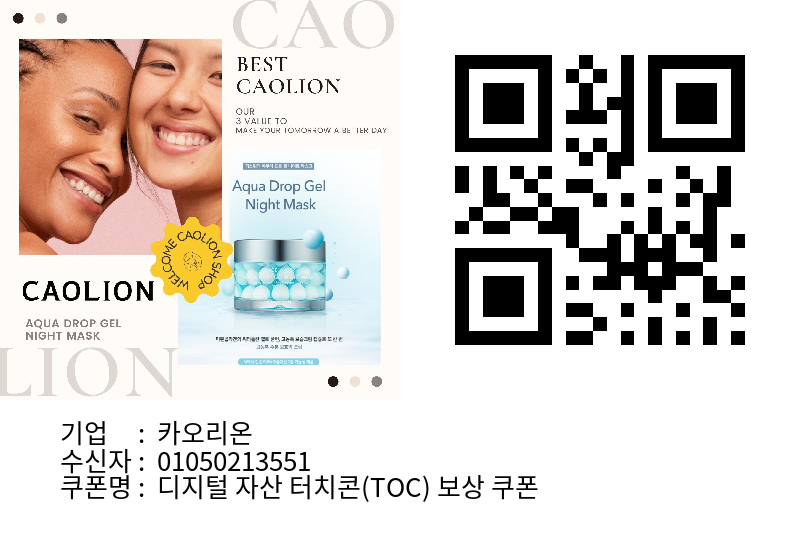 CAO
BEST
CAOLION
OUR
3 VALUE TO
MAKE YOUR TOMORROW A BETTER DAY
Aqua Drop Gel
Night Mask
WELCOME CAOLION SHOP
CAOLION
AQUA DROP GEL
NIGHT MASK
LION
기업 : 카오리온
수신자 : 01050213551
쿠폰명 : 디지털 자산 터치콘(TOC) 보상 쿠폰